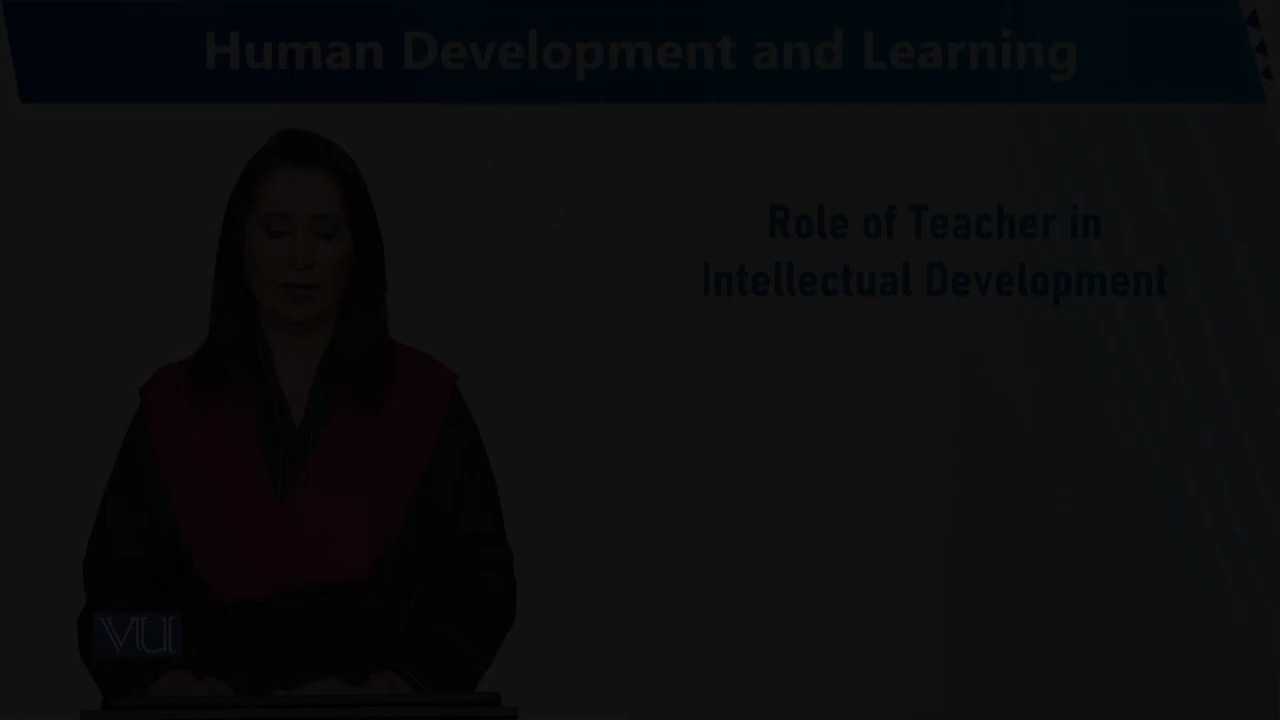 Human Development and Learning
Role of Teacher in
Intellectual Development
VU